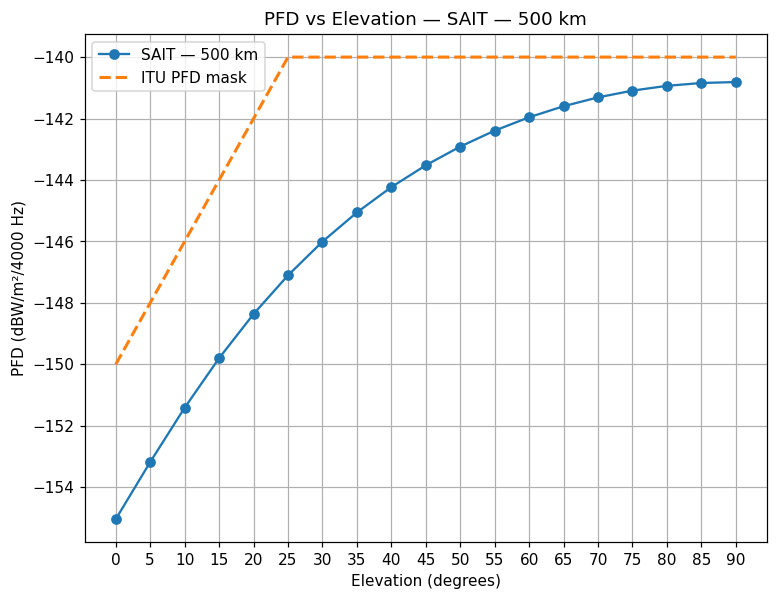 PFD vs Elevation — SAIT — 500 km
SAIT — 500 km
ITU PFD mask
PFD (dBW/m²/4000 Hz)
−140
−142
−144
−146
−148
−150
−152
−154
0 5 10 15 20 25 30 35 40 45 50 55 60 65 70 75 80 85 90
Elevation (degrees)